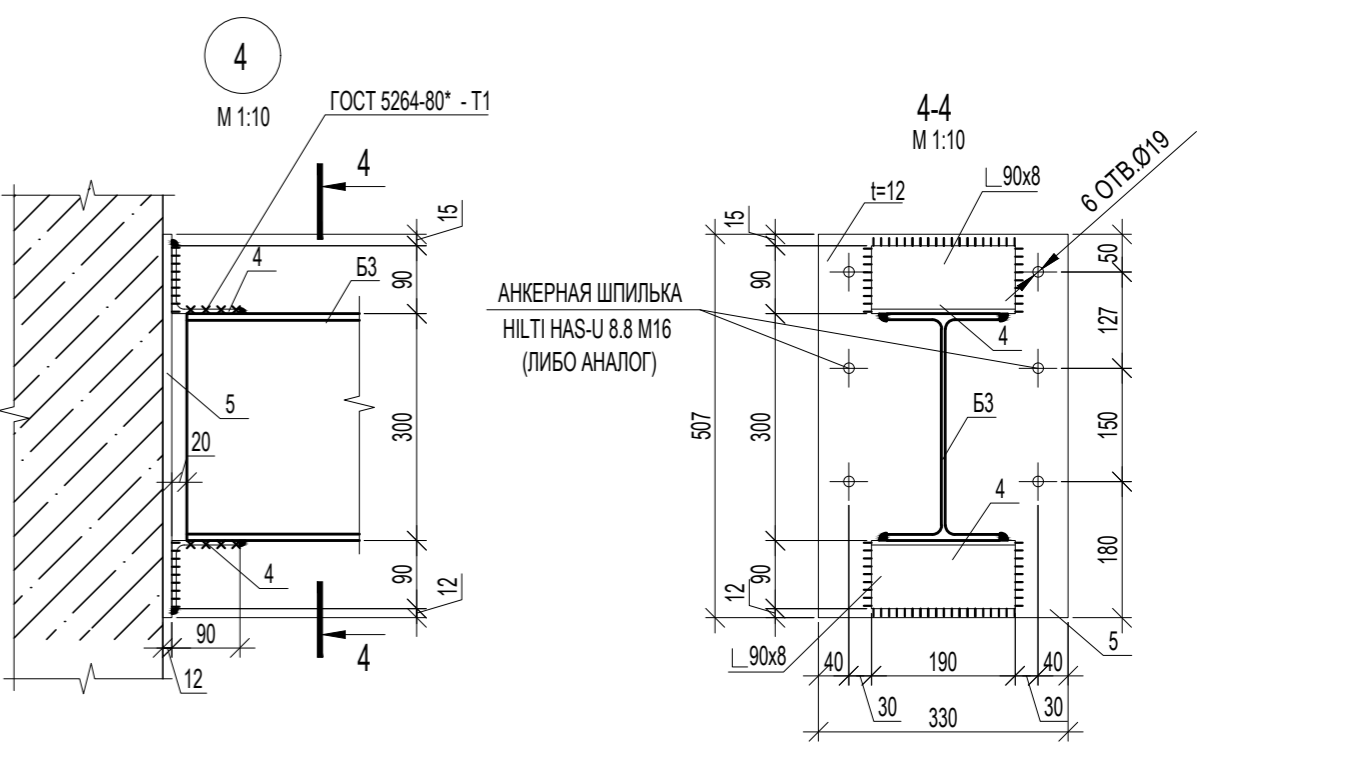 4
М 1:10
ГОСТ 5264-80* - Т1
4
15
4
Б3
90
5
20
300
4
90
12
90
4
12
4-4
М 1:10
6 ОТВ.Ø19
∟90х8
t=12
15
50
90
АНКЕРНАЯ ШПИЛЬКА
HILTI HAS-U 8.8 М16
(ЛИБО АНАЛОГ)
127
4
Б3
507
300
150
4
180
90
12
5
∟90х8
40
190
40
30
30
330